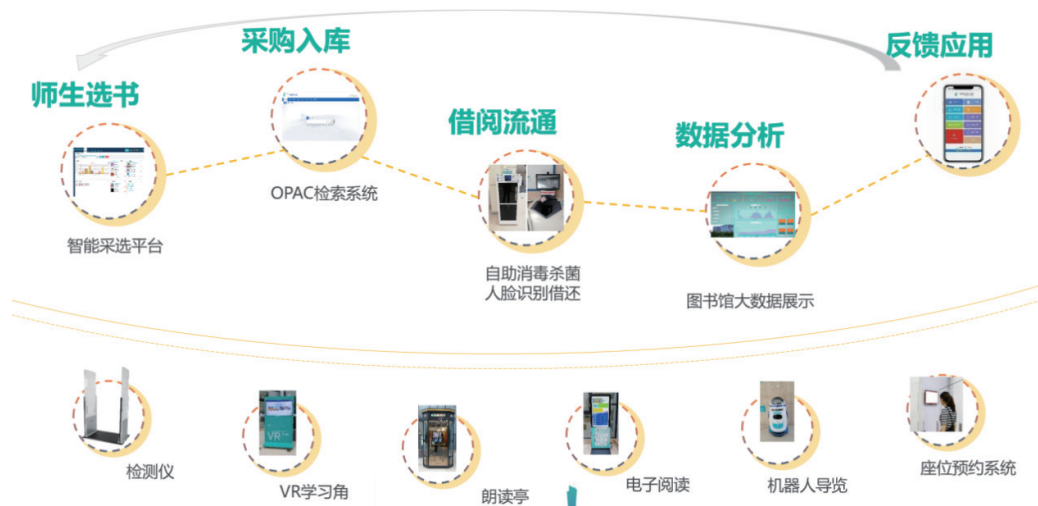 师生选书
采购入库
借阅流通
数据分析
反馈应用
智能采选平台
OPAC检索系统
自助消毒杀菌
人脸识别借还
图书馆大数据展示
检测仪
VR
VR学习角
朗读亭
电子阅读
机器人导览
座位预约系统